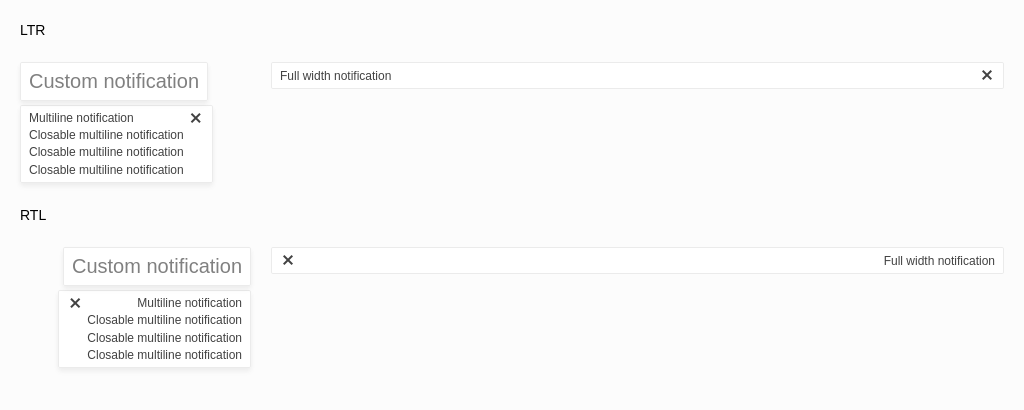 LTR
Custom notification
Full width notification
Multiline notification
Closable multiline notification
Closable multiline notification
Closable multiline notification
RTL
Custom notification
Full width notification
Multiline notification
Closable multiline notification
Closable multiline notification
Closable multiline notification